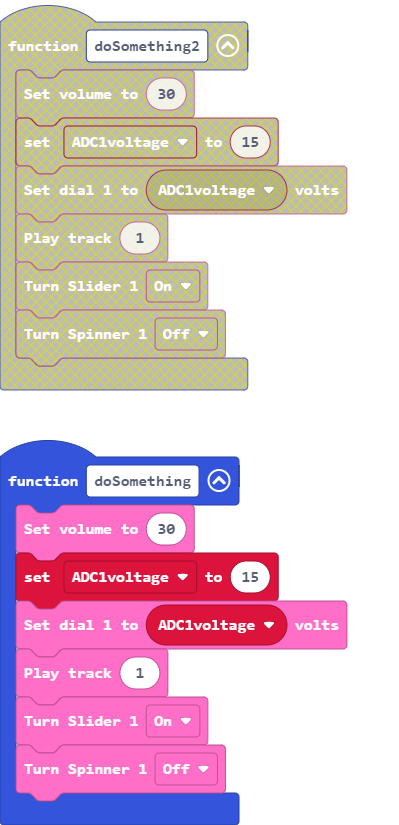 function doSomething2
Set volume to 30
set ADC1voltage to 15
Set dial 1 to ADC1voltage volts
Play track 1
Turn Slider 1 On
Turn Spinner 1 Off
function doSomething
Set volume to 30
set ADC1voltage to 15
Set dial 1 to ADC1voltage volts
Play track 1
Turn Slider 1 On
Turn Spinner 1 Off